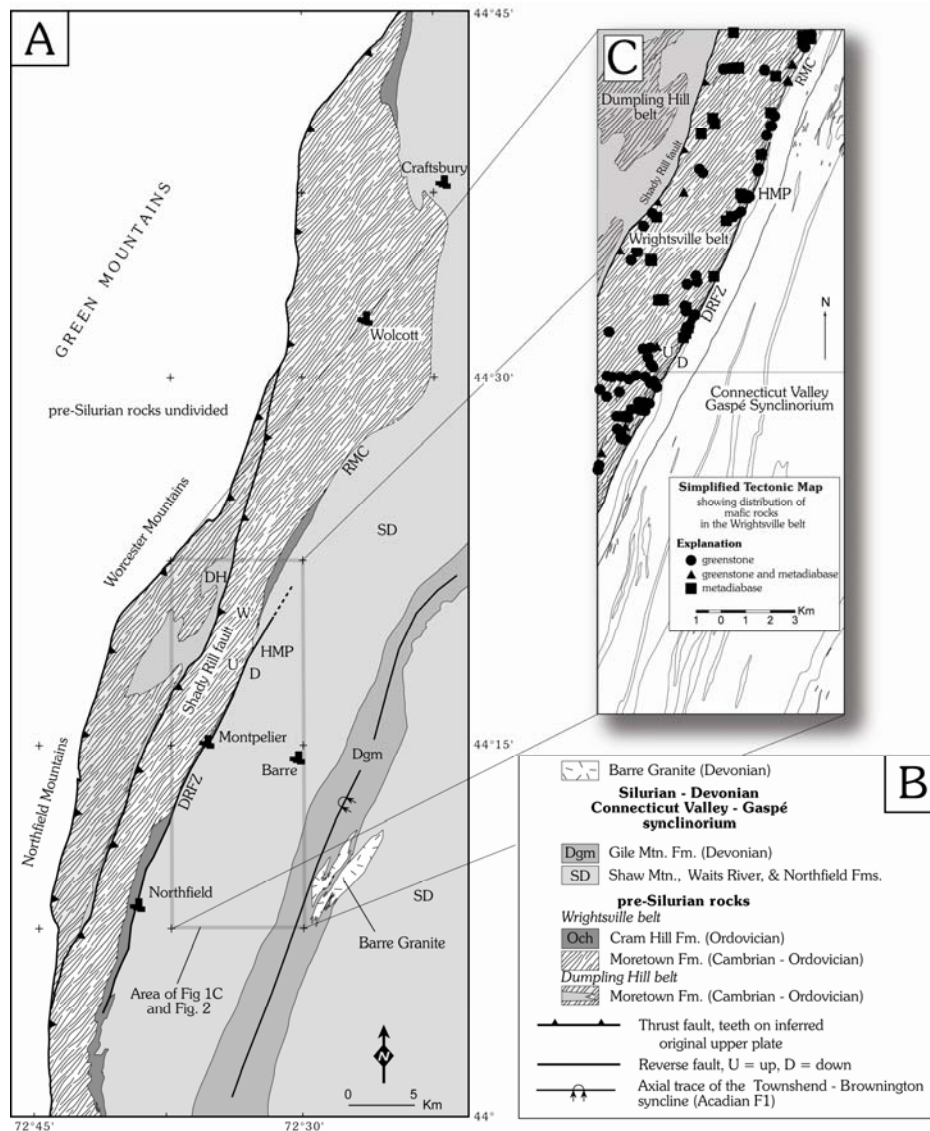 A
44°45'
Craftsbury
GREEN MOUNTAINS
Wolcott
44°30'
pre-Silurian rocks undivided
RMC
Worcester Mountains
SD
DH
W
Shady Rill fault
U
D
HMP
Montpelier
Barre
44°15'
Dgm
DRFZ
Northfield Mountains
Northfield
SD
Barre Granite
Area of Fig 1C
and Fig. 2
N
0 5
Km
44°
72°45'
72°30'
C
RMC
Dumpling Hill
belt
Shady Rill fault
HMP
Wrightsville belt
DRFZ
N
U
D
Connecticut Valley
Gaspé Synclinorium
Simplified Tectonic Map
showing distribution of
mafic rocks
in the Wrightsville belt
Explanation
greenstone
greenstone and metadiabase
metadiabase
1 0 1 2 3 Km
B
Barre Granite (Devonian)
Silurian - Devonian
Connecticut Valley - Gaspé
synclinorium
Dgm Gile Mtn. Fm. (Devonian)
SD Shaw Mtn., Waits River, & Northfield Fms.
pre-Silurian rocks
Wrightsville belt
Och Cram Hill Fm. (Ordovician)
Moretown Fm. (Cambrian - Ordovician)
Dumpling Hill belt
Moretown Fm. (Cambrian - Ordovician)
Thrust fault, teeth on inferred
original upper plate
Reverse fault, U = up, D = down
Axial trace of the Townshend - Brownington
syncline (Acadian F1)